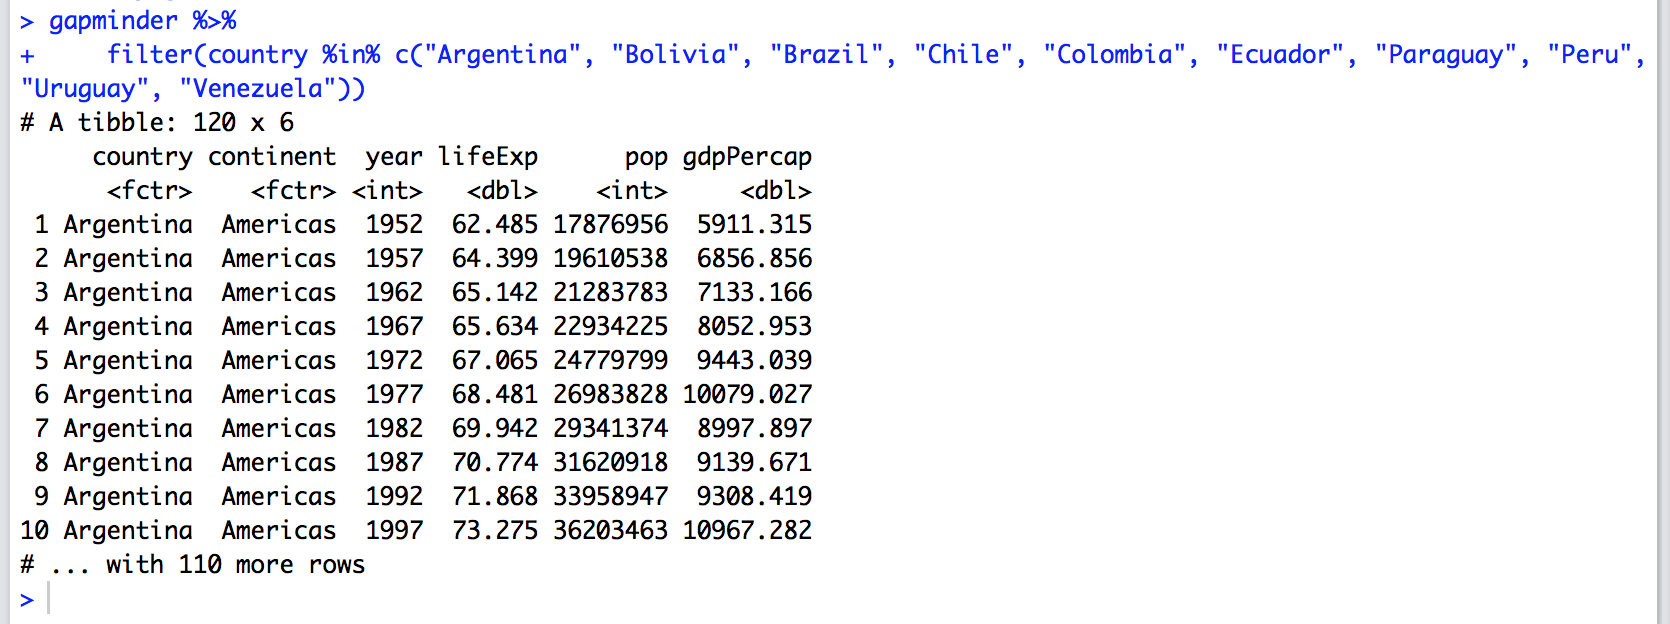 > gapminder %>%
+     filter(country %in% c("Argentina", "Bolivia", "Brazil", "Chile", "Colombia", "Ecuador", "Paraguay", "Peru",
"Uruguay", "Venezuela"))
# A tibble: 120 x 6
     country continent  year lifeExp      pop gdpPercap
      <fctr>    <fctr> <int>   <dbl>    <int>     <dbl>
 1 Argentina  Americas  1952  62.485 17876956  5911.315
 2 Argentina  Americas  1957  64.399 19610538  6856.856
 3 Argentina  Americas  1962  65.142 21283783  7133.166
 4 Argentina  Americas  1967  65.634 22934225  8052.953
 5 Argentina  Americas  1972  67.065 24779799  9443.039
 6 Argentina  Americas  1977  68.481 26983828 10079.027
 7 Argentina  Americas  1982  69.942 29341374  8997.897
 8 Argentina  Americas  1987  70.774 31620918  9139.671
 9 Argentina  Americas  1992  71.868 33958947  9308.419
10 Argentina  Americas  1997  73.275 36203463 10967.282
# ... with 110 more rows
>